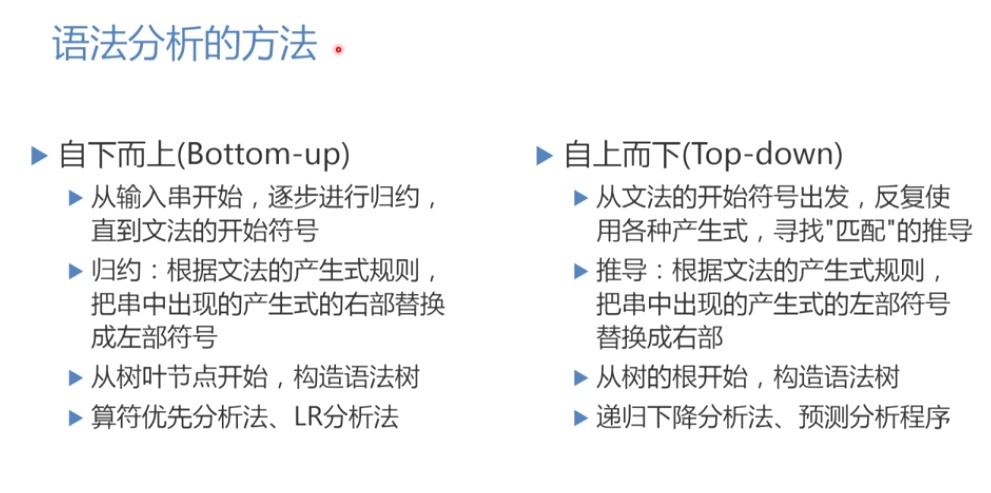 语法分析的方法
自下而上(Bottom-up)
从输入串开始，逐步进行归约，
直到文法的开始符号
归约：根据文法的产生式规则，
把串中出现的产生式的右部替换
成左部符号
从树叶节点开始，构造语法树
算符优先分析法、LR分析法
自上而下(Top-down)
从文法的开始符号出发，反复使
用各种产生式，寻找"匹配"的推导
推导：根据文法的产生式规则，
把串中出现的产生式的左部符号
替换成右部
从树的根开始，构造语法树
递归下降分析法、预测分析程序